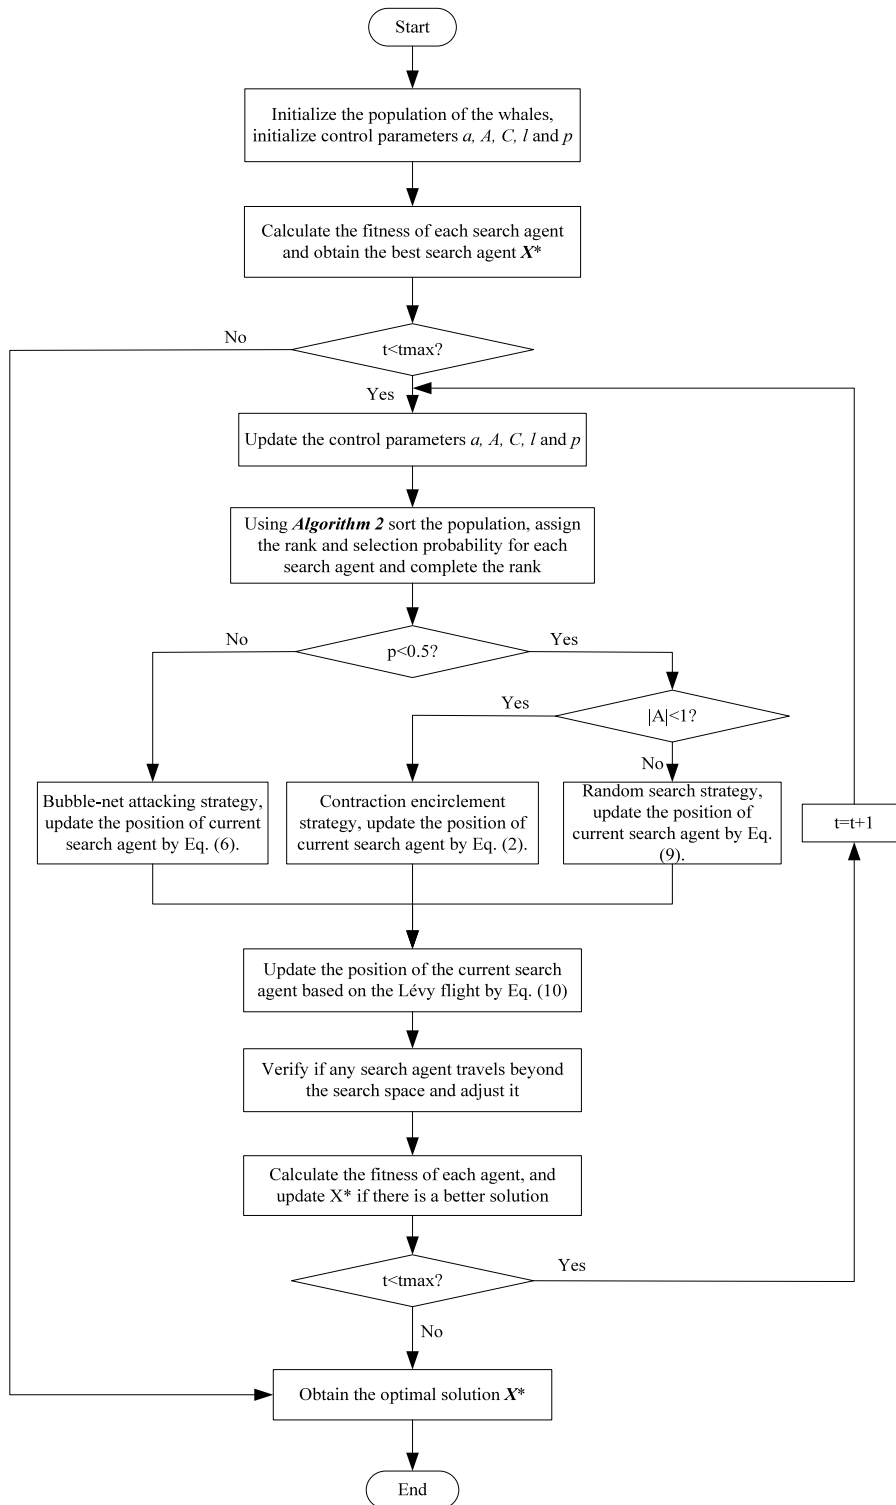 Start
Initialize the population of the whales,
initialize control parameters a, A, C, l and p
Calculate the fitness of each search agent
and obtain the best search agent X*
No
t<tmax?
Yes
Update the control parameters a, A, C, l and p
Using Algorithm 2 sort the population, assign
the rank and selection probability for each
search agent and complete the rank
No
p<0.5?
Yes
Yes
|A|<1?
No
Bubble-net attacking strategy,
update the position of current
search agent by Eq. (6).
Contraction encirclement
strategy, update the position of
current search agent by Eq. (2).
Random search strategy,
update the position of
current search agent by Eq.
(9).
t=t+1
Update the position of the current search
agent based on the Lévy flight by Eq. (10)
Verify if any search agent travels beyond
the search space and adjust it
Calculate the fitness of each agent, and
update X* if there is a better solution
t<tmax?
Yes
No
Obtain the optimal solution X*
End